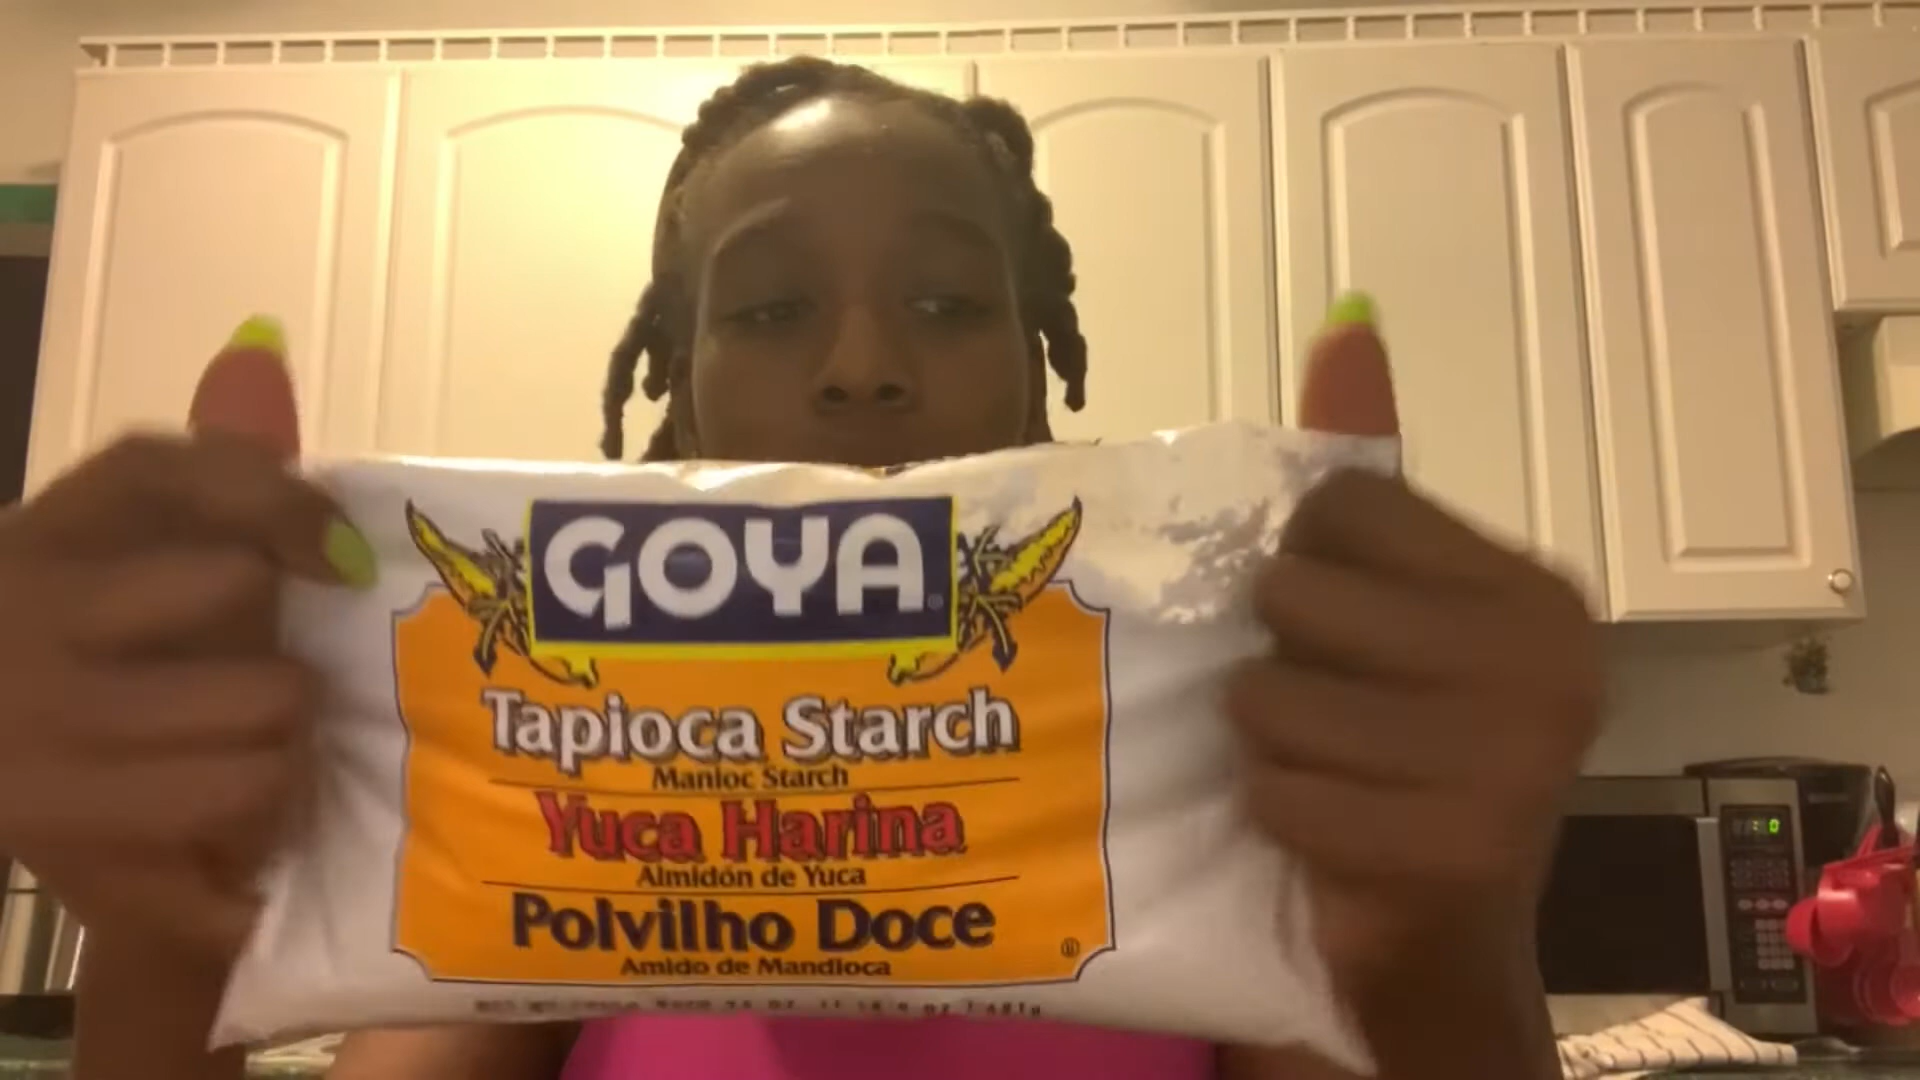 GOYA
Tapioca Starch
Manioc Starch
Yuca Harina
Almidón de Yuca
Polvilho Doce
Amido de Mandioca